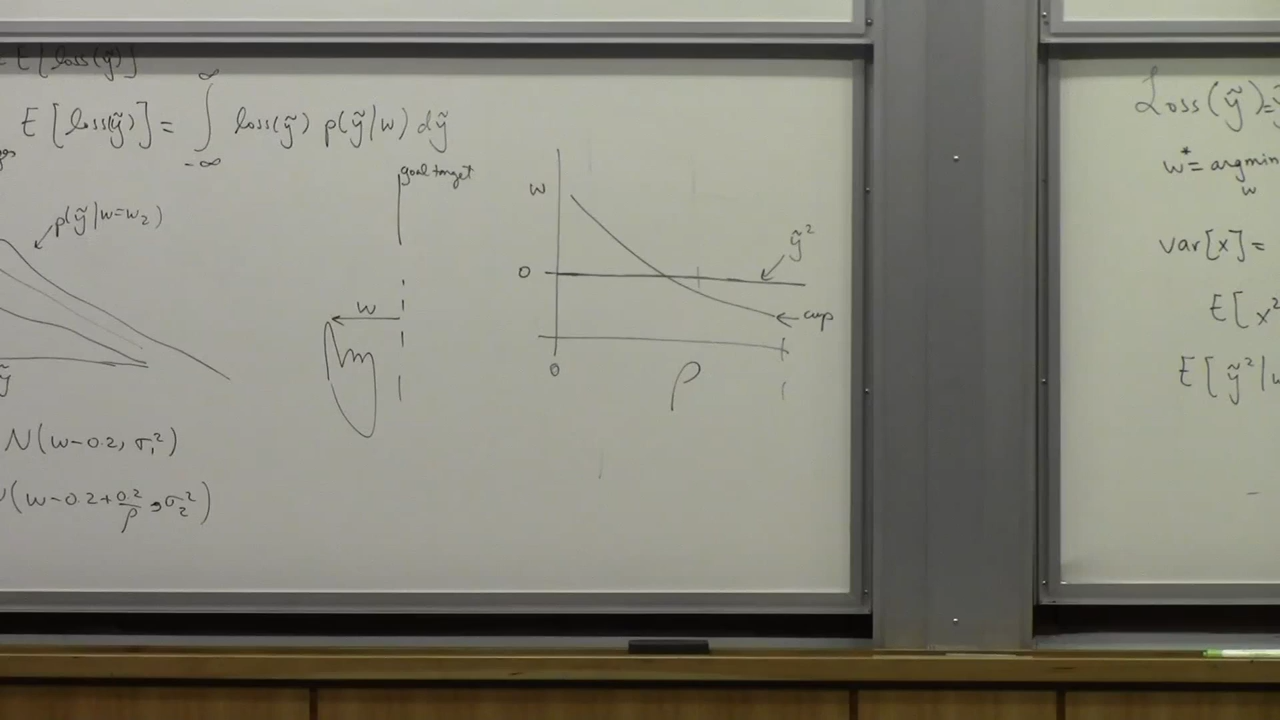 E[loss(ỹ)]
E[loss(ỹ)] = ∫_{-∞}^{∞} loss(ỹ) p(ỹ|w) dỹ
goal target
p(ỹ|w=w₂)
w
ỹ
N(w-0.2, σ₁²)
(w-0.2+0.2/ρ, σ₂²)
w
0
ỹ²
exp
0
ρ
Loss(ỹ)=
w* = argmin
w
var[x] =
E[x²
E[ỹ²|w